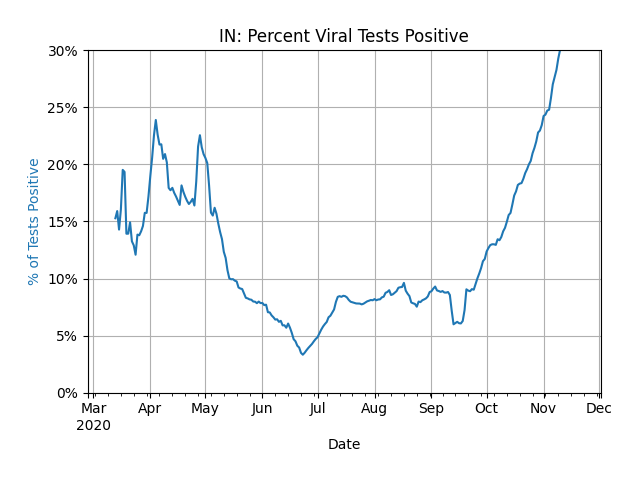 IN: Percent Viral Tests Positive
30%
25%
20%
15%
10%
5%
0%
% of Tests Positive
Mar Apr May Jun Jul Aug Sep Oct Nov Dec
2020
Date